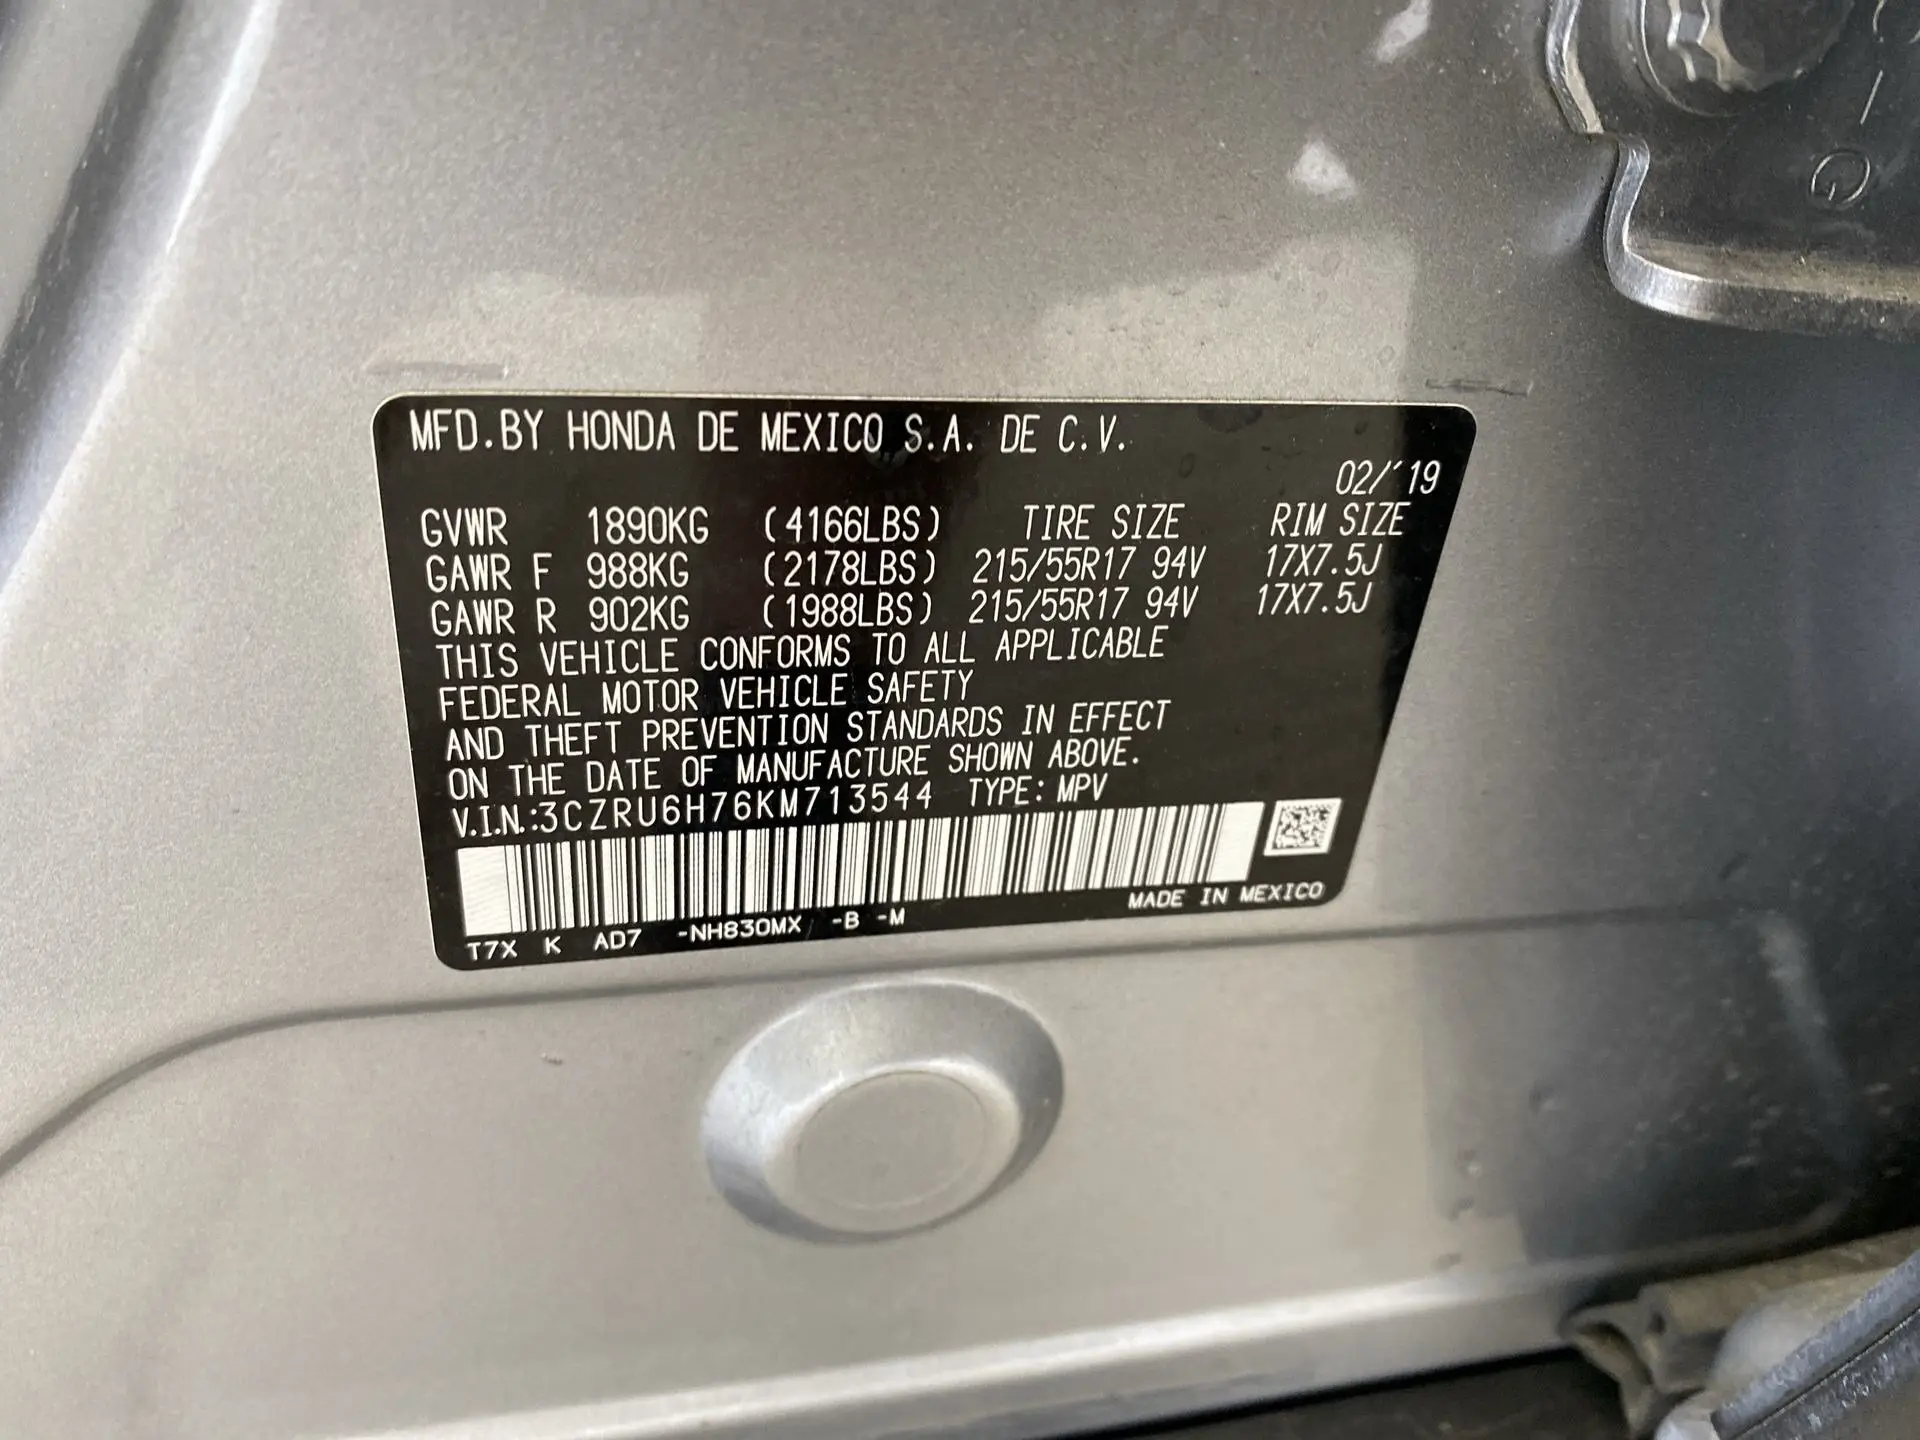 MFD.BY HONDA DE MEXICO S.A. DE C.V.
02/'19
GVWR 1890KG (4166LBS) TIRE SIZE RIM SIZE
GAWR F 988KG (2178LBS) 215/55R17 94V 17X7.5J
GAWR R 902KG (1988LBS) 215/55R17 94V 17X7.5J
THIS VEHICLE CONFORMS TO ALL APPLICABLE
FEDERAL MOTOR VEHICLE SAFETY
AND THEFT PREVENTION STANDARDS IN EFFECT
ON THE DATE OF MANUFACTURE SHOWN ABOVE.
V.I.N.:3CZRU6H76KM713544 TYPE: MPV
MADE IN MEXICO
T7X K AD7 -NH830MX -B -M